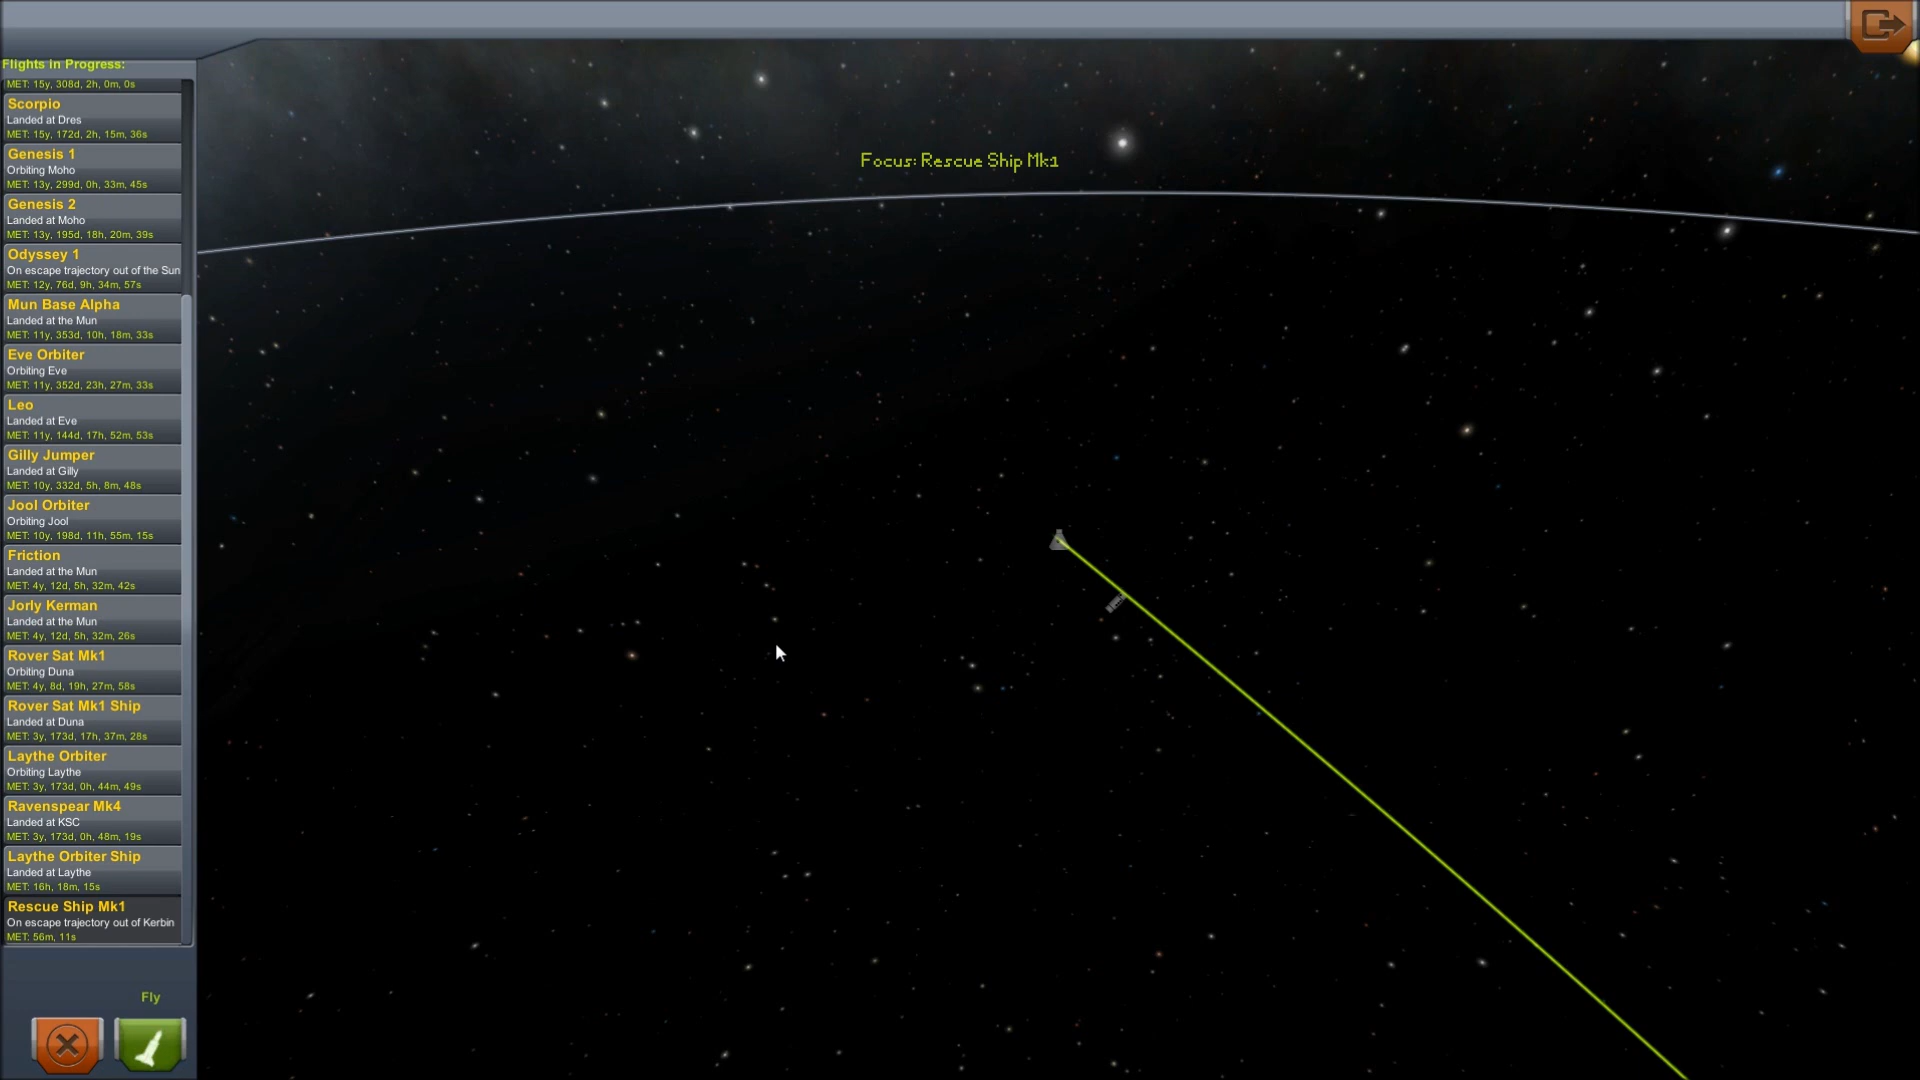 Flights In Progress:
MET: 15y, 308d, 2h, 0m, 0s
Scorpio
Landed at Dres
MET: 15y, 172d, 2h, 15m, 36s
Genesis 1
Orbiting Moho
MET: 13y, 299d, 0h, 33m, 45s
Genesis 2
Landed at Moho
MET: 13y, 195d, 18h, 20m, 39s
Odyssey 1
On escape trajectory out of the Sun
MET: 12y, 76d, 9h, 34m, 57s
Mun Base Alpha
Landed at the Mun
MET: 11y, 353d, 10h, 18m, 33s
Eve Orbiter
Orbiting Eve
MET: 11y, 352d, 23h, 27m, 33s
Leo
Landed at Eve
MET: 11y, 144d, 17h, 52m, 53s
Gilly Jumper
Landed at Gilly
MET: 10y, 332d, 5h, 8m, 48s
Jool Orbiter
Orbiting Jool
MET: 10y, 198d, 11h, 55m, 15s
Friction
Landed at the Mun
MET: 4y, 12d, 5h, 32m, 42s
Jorly Kerman
Landed at the Mun
MET: 4y, 12d, 5h, 32m, 26s
Rover Sat Mk1
Orbiting Duna
MET: 4y, 8d, 19h, 27m, 58s
Rover Sat Mk1 Ship
Landed at Duna
MET: 3y, 173d, 17h, 37m, 28s
Laythe Orbiter
Orbiting Laythe
MET: 3y, 173d, 0h, 44m, 49s
Ravenspear Mk4
Landed at KSC
MET: 3y, 173d, 0h, 48m, 19s
Laythe Orbiter Ship
Landed at Laythe
MET: 16h, 18m, 15s
Rescue Ship Mk1
On escape trajectory out of Kerbin
MET: 56m, 11s
Fly
Focus: Rescue Ship Mk1